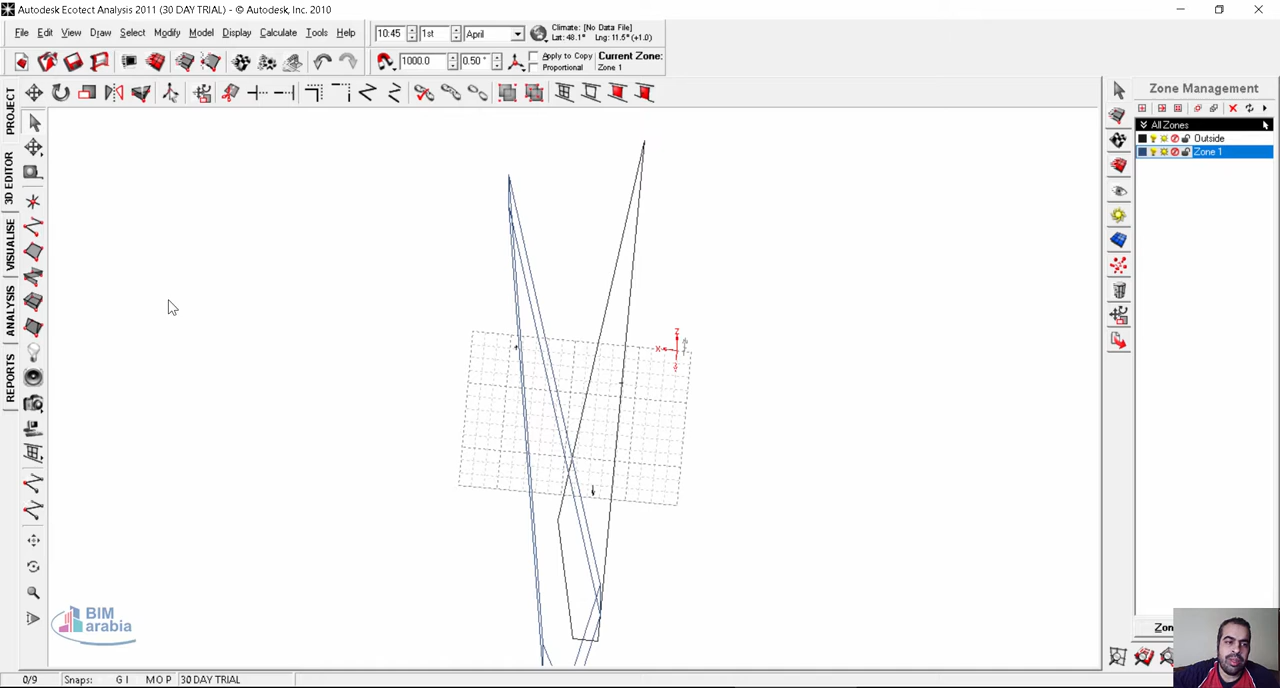 Autodesk Ecotect Analysis 2011 (30 DAY TRIAL) - © Autodesk, Inc. 2010
File Edit View Draw Select Modify Model Display Calculate Tools Help
10:45 1st April
Climate: [No Data File]
Lat: 48.1° Lng: 11.5° (+1.0)
1000.0 0.50 °
Apply to Copy
Proportional
Current Zone:
Zone 1
PROJECT
3D EDITOR
VISUALISE
ANALYSIS
REPORTS
X
Z
Zone Management
All Zones
Outside
Zone 1
BIM
arabia
0/9 Snaps: G I M O P 30 DAY TRIAL